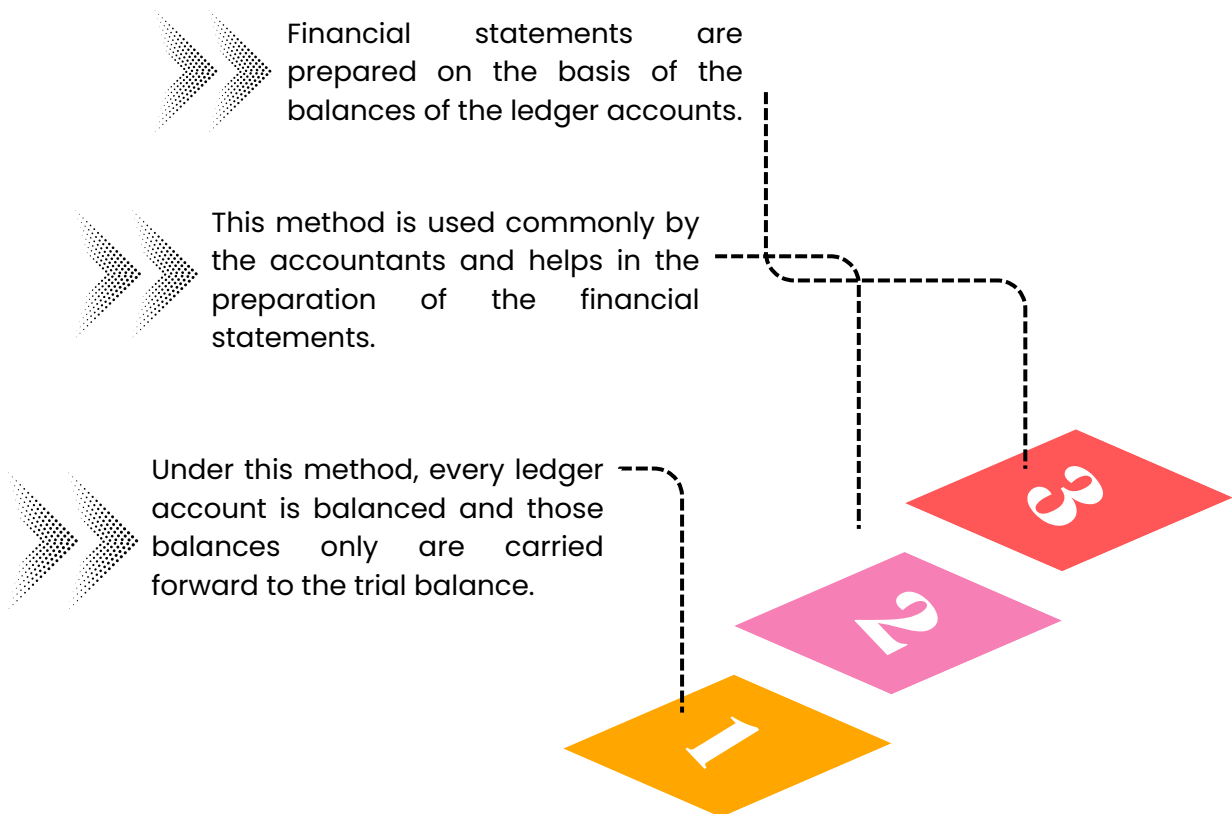 Financial statements are
prepared on the basis of the
balances of the ledger accounts.
This method is used commonly by
the accountants and helps in the
preparation of the financial
statements.
Under this method, every ledger
account is balanced and those
balances only are carried
forward to the trial balance.
3
2
1